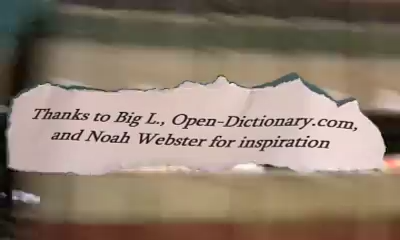 Thanks to Big L., Open-Dictionary.com,
and Noah Webster for inspiration